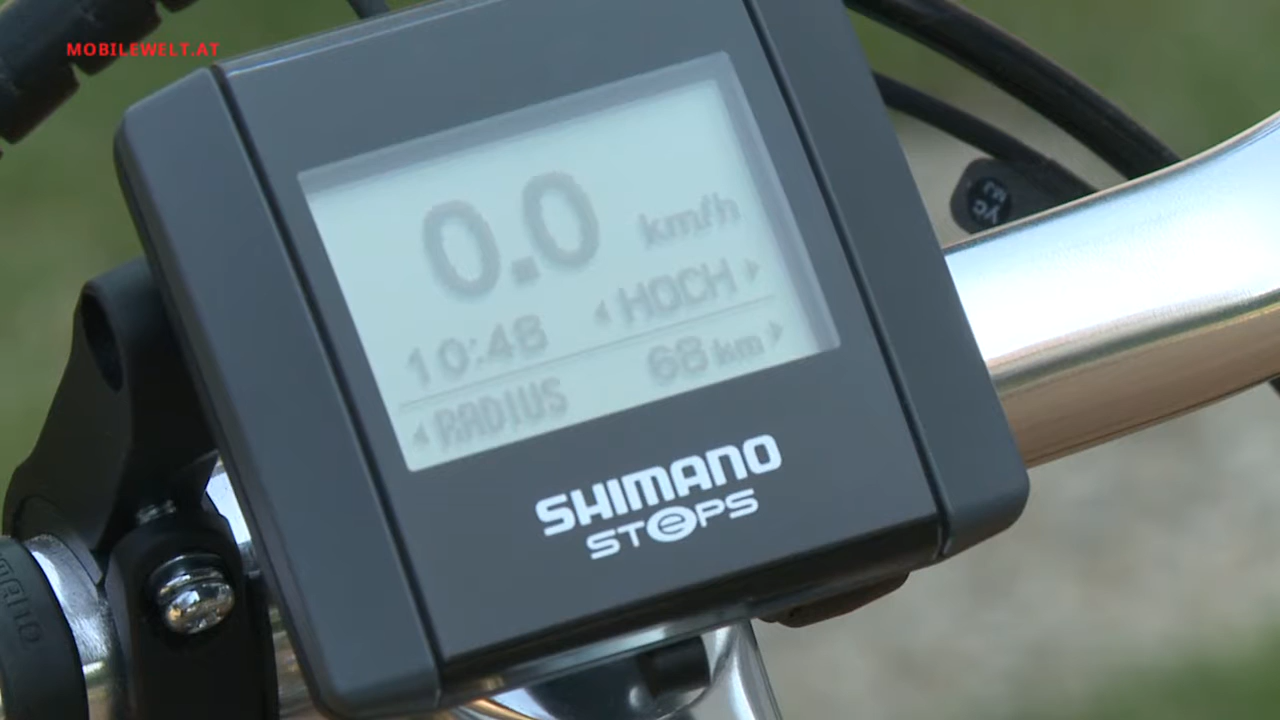 MOBILEWELT.AT
0.0 km/h
10:48 HOCH
RADIUS 68 km
SHIMANO
STePS